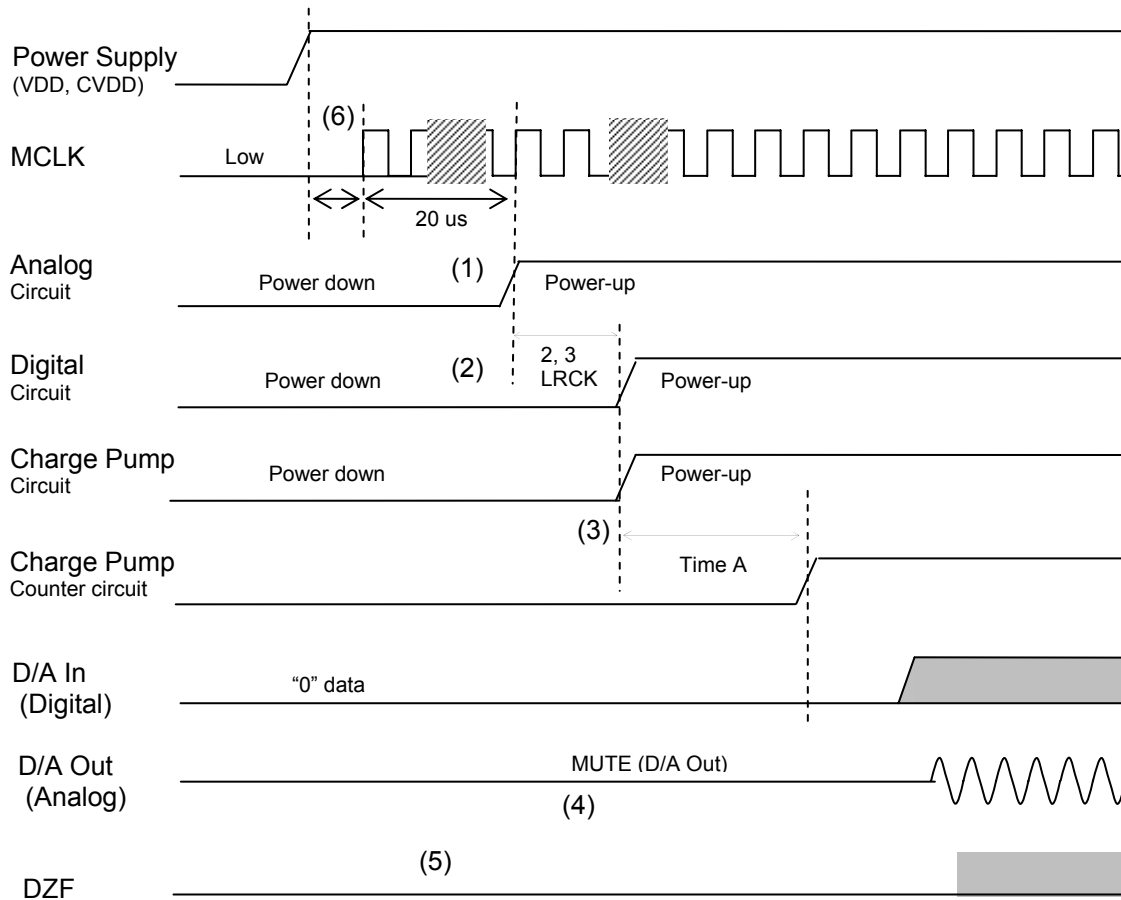 Power Supply
(VDD, CVDD)
(6)
MCLK
Low
20 us
Analog
Circuit
(1)
Power down
Power-up
Digital
Circuit
(2)
Power down
2, 3
LRCK
Power-up
Charge Pump
Circuit
Power down
Power-up
(3)
Charge Pump
Counter circuit
Time A
D/A In
(Digital)
“0” data
D/A Out
(Analog)
MUTE (D/A Out)
(4)
(5)
DZF